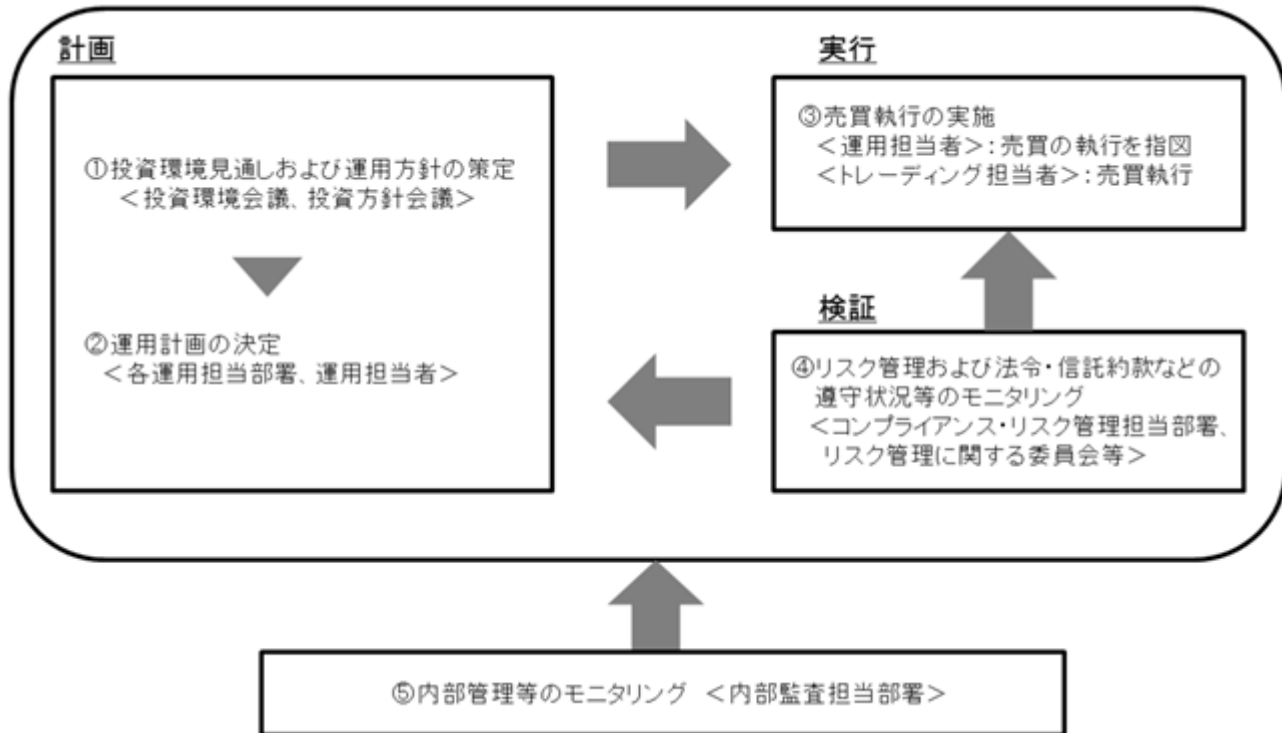 計画
①投資環境見通しおよび運用方針の策定
<投資環境会議、投資方針会議>
②運用計画の決定
<各運用担当部署、運用担当者>
実行
③売買執行の実施
<運用担当者>:売買の執行を指図
<トレーディング担当者>:売買執行
検証
④リスク管理および法令・信託約款などの
遵守状況等のモニタリング
<コンプライアンス・リスク管理担当部署、
リスク管理に関する委員会等>
⑤内部管理等のモニタリング <内部監査担当部署>